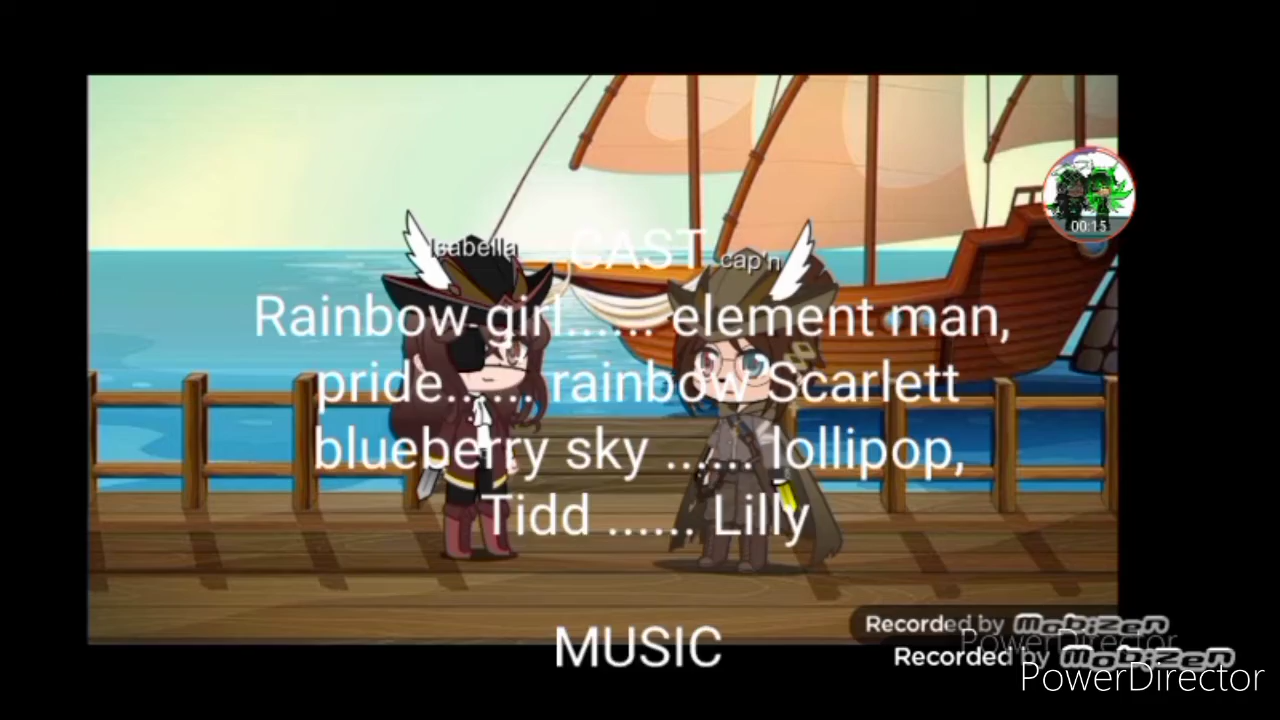 Isabella
CAST
cap'n
Rainbow girl...... element man,
pride...... rainbow Scarlett
blueberry sky ...... lollipop,
Tidd ...... Lilly
MUSIC
00:15
Recorded by Mobizen
PowerDirector
Recorded by Mobizen
PowerDirector